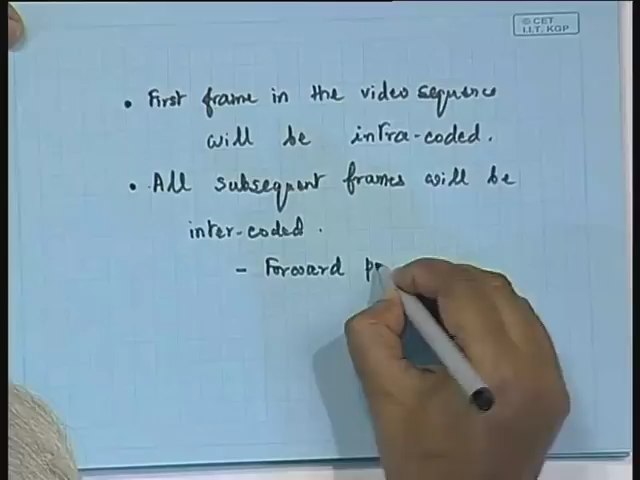 © CET
I.I.T. KGP
• First frame in the video sequence
will be intra-coded.
• All subsequent frames will be
inter-coded.
- Forward